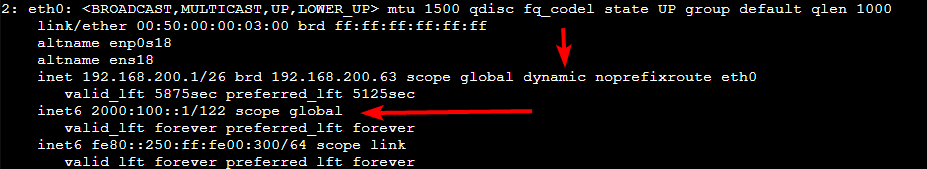 2: eth0: <BROADCAST,MULTICAST,UP,LOWER_UP> mtu 1500 qdisc fq_codel state UP group default qlen 1000
link/ether 00:50:00:00:03:00 brd ff:ff:ff:ff:ff:ff
altname enp0s18
altname ens18
inet 192.168.200.1/26 brd 192.168.200.63 scope global dynamic noprefixroute eth0
valid_lft 5875sec preferred_lft 5125sec
inet6 2000:100::1/122 scope global
valid_lft forever preferred_lft forever
inet6 fe80::250:ff:fe00:300/64 scope link
valid_lft forever preferred_lft forever